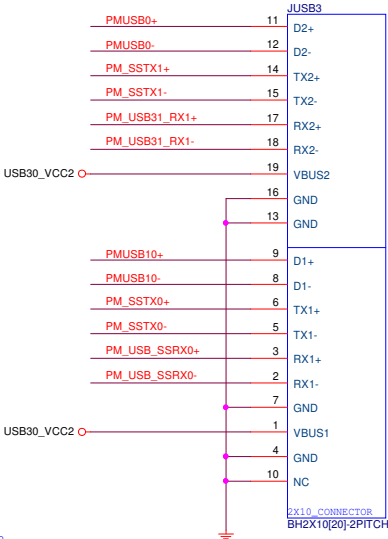 JUSB3
PMUSB0+ 11 D2+
PMUSB0- 12 D2-
PM_SSTX1+ 14 TX2+
PM_SSTX1- 15 TX2-
PM_USB31_RX1+ 17 RX2+
PM_USB31_RX1- 18 RX2-
USB30_VCC2 19 VBUS2
16 GND
13 GND
PMUSB10+ 9 D1+
PMUSB10- 8 D1-
PM_SSTX0+ 6 TX1+
PM_SSTX0- 5 TX1-
PM_USB_SSRX0+ 3 RX1+
PM_USB_SSRX0- 2 RX1-
7 GND
USB30_VCC2 1 VBUS1
4 GND
10 NC
2X10_CONNECTOR
BH2X10[20]-2PITCH